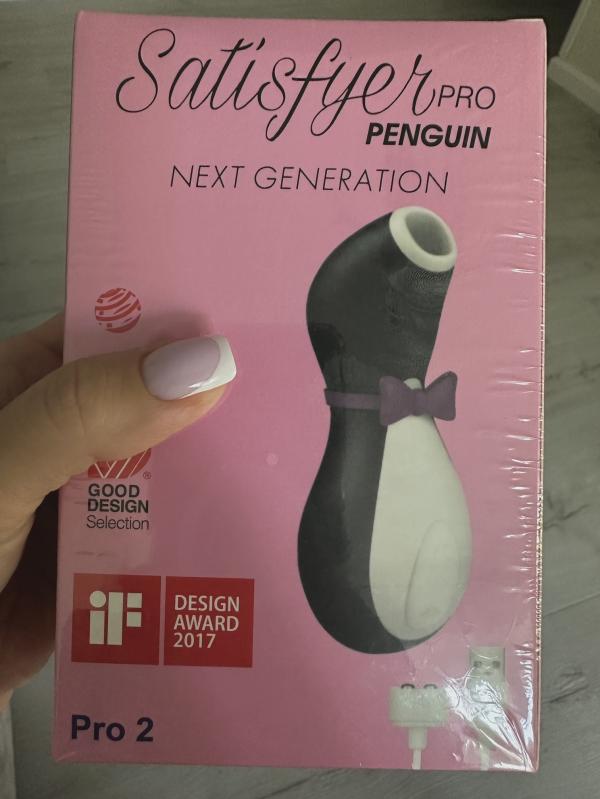 Satisfyer PRO
PENGUIN
NEXT GENERATION
®
GOOD
DESIGN
Selection
iF
DESIGN
AWARD
2017
Pro 2